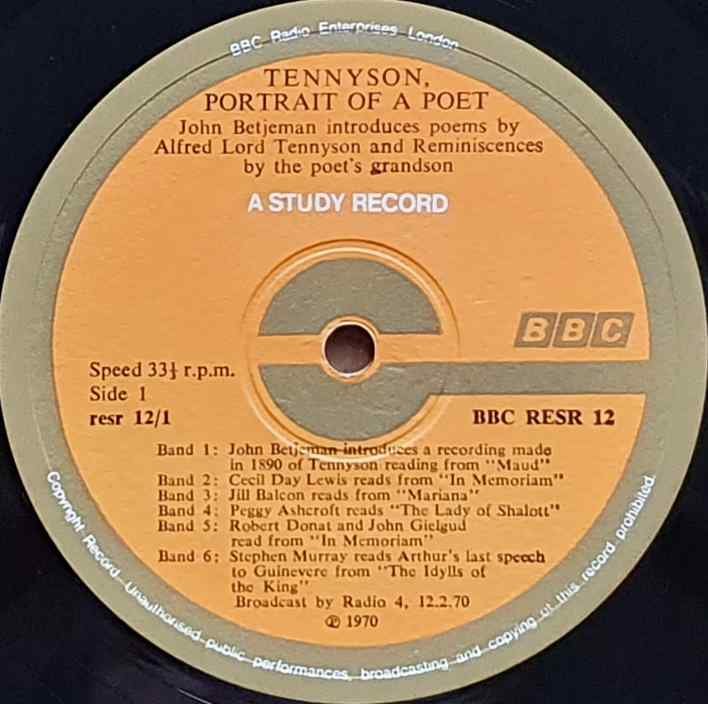 BBC Radio Enterprises London
TENNYSON,
PORTRAIT OF A POET
John Betjeman introduces poems by
Alfred Lord Tennyson and Reminiscences
by the poet's grandson
A STUDY RECORD
BBC
Speed 33⅓ r.p.m.
Side 1
resr 12/1
BBC RESR 12
Band 1: John Betjeman introduces a recording made
in 1890 of Tennyson reading from "Maud"
Band 2: Cecil Day Lewis reads from "In Memoriam"
Band 3: Jill Balcon reads from "Mariana"
Band 4: Peggy Ashcroft reads "The Lady of Shalott"
Band 5: Robert Donat and John Gielgud
read from "In Memoriam"
Band 6: Stephen Murray reads Arthur's last speech
to Guinevere from "The Idylls of
the King"
Broadcast by Radio 4, 12.2.70
℗ 1970
Copyright Record. Unauthorised public performances, broadcasting and copying of this record prohibited.